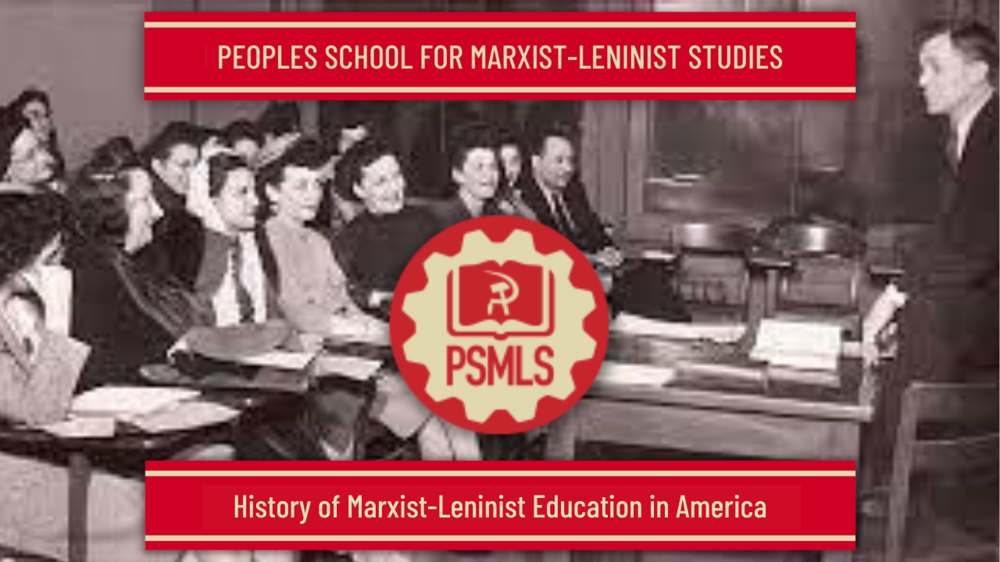 PEOPLES SCHOOL FOR MARXIST-LENINIST STUDIES
PSMLS
History of Marxist-Leninist Education in America